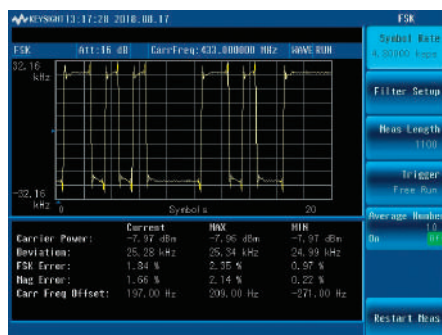 KEYSIGHT 13:17:28 2018.08.17
FSK
FSK Att:16 dB CarrFreq:433.000000 MHz WAVE RUN
32.16
kHz
-32.16
kHz
0 Symbols 20
Current MAX MIN
Carrier Power: -7.97 dBm -7.96 dBm -7.97 dBm
Deviation: 25.28 kHz 25.34 kHz 24.99 kHz
FSK Error: 1.84 % 2.35 % 0.97 %
Mag Error: 1.66 % 2.14 % 0.22 %
Carr Freq Offset: 197.00 Hz 209.00 Hz -271.00 Hz
Symbol Rate
4.80000 ksps
Filter Setup
Meas Length
1100
Trigger
Free Run
Average Number
10
On Off
Restart Meas